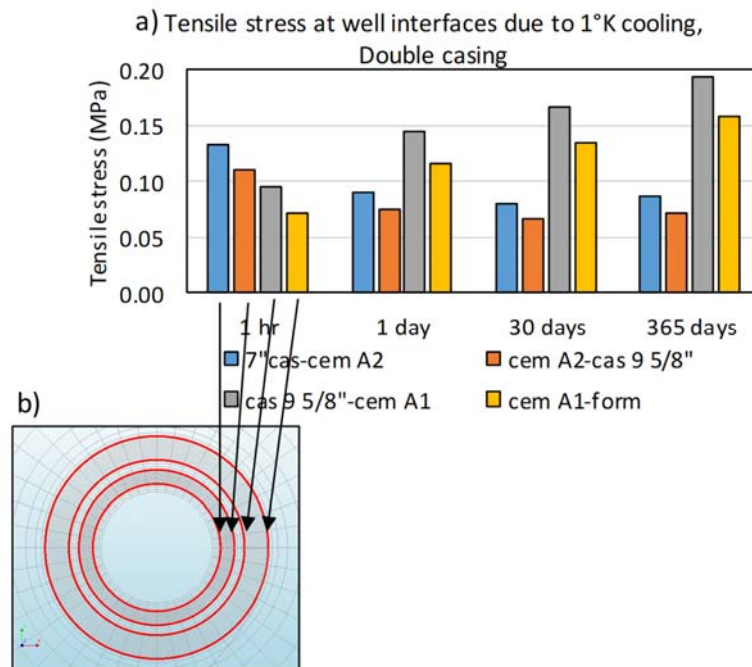 a) Tensile stress at well interfaces due to 1°K cooling,
Double casing
Tensile stress (MPa)
0.20
0.15
0.10
0.05
0.00
1 hr
1 day
30 days
365 days
7"cas-cem A2
cem A2-cas 9 5/8"
cas 9 5/8"-cem A1
cem A1-form
b)